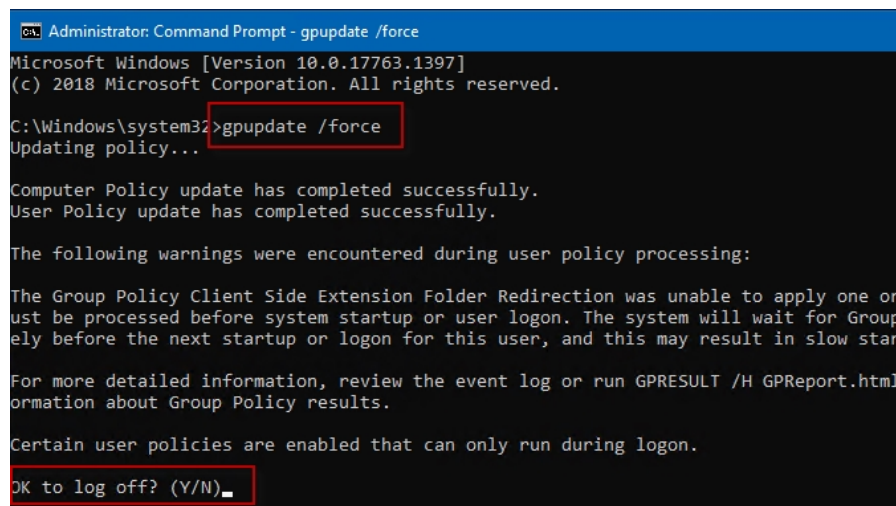 Administrator: Command Prompt - gpupdate /force
Microsoft Windows [Version 10.0.17763.1397]
(c) 2018 Microsoft Corporation. All rights reserved.
C:\Windows\system32>gpupdate /force
Updating policy...
Computer Policy update has completed successfully.
User Policy update has completed successfully.
The following warnings were encountered during user policy processing:
The Group Policy Client Side Extension Folder Redirection was unable to apply one or
ust be processed before system startup or user logon. The system will wait for Group
ely before the next startup or logon for this user, and this may result in slow star
For more detailed information, review the event log or run GPRESULT /H GPReport.html
ormation about Group Policy results.
Certain user policies are enabled that can only run during logon.
OK to log off? (Y/N)